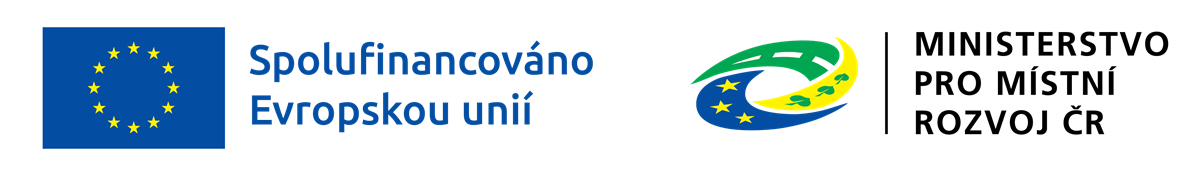 Spolufinancováno
Evropskou unií
MINISTERSTVO
PRO MÍSTNÍ
ROZVOJ ČR